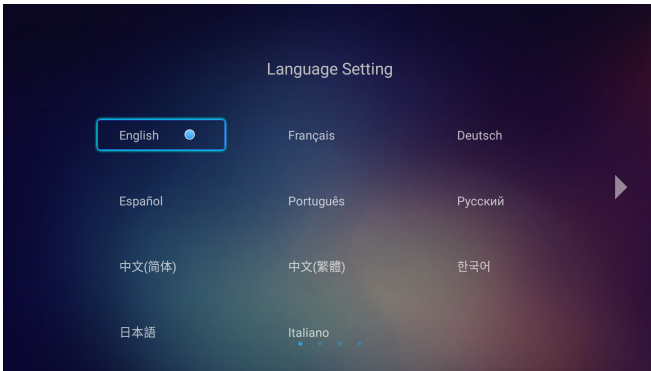 Language Setting
English Français Deutsch
Español Português Русский
中文(简体) 中文(繁體) 한국어
日本語 Italiano